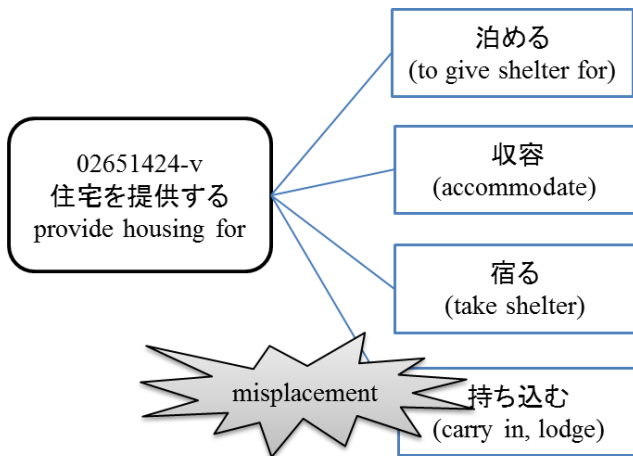 02651424-v
住宅を提供する
provide housing for
泊める
(to give shelter for)
収容
(accommodate)
宿る
(take shelter)
misplacement
持ち込む
(carry in, lodge)